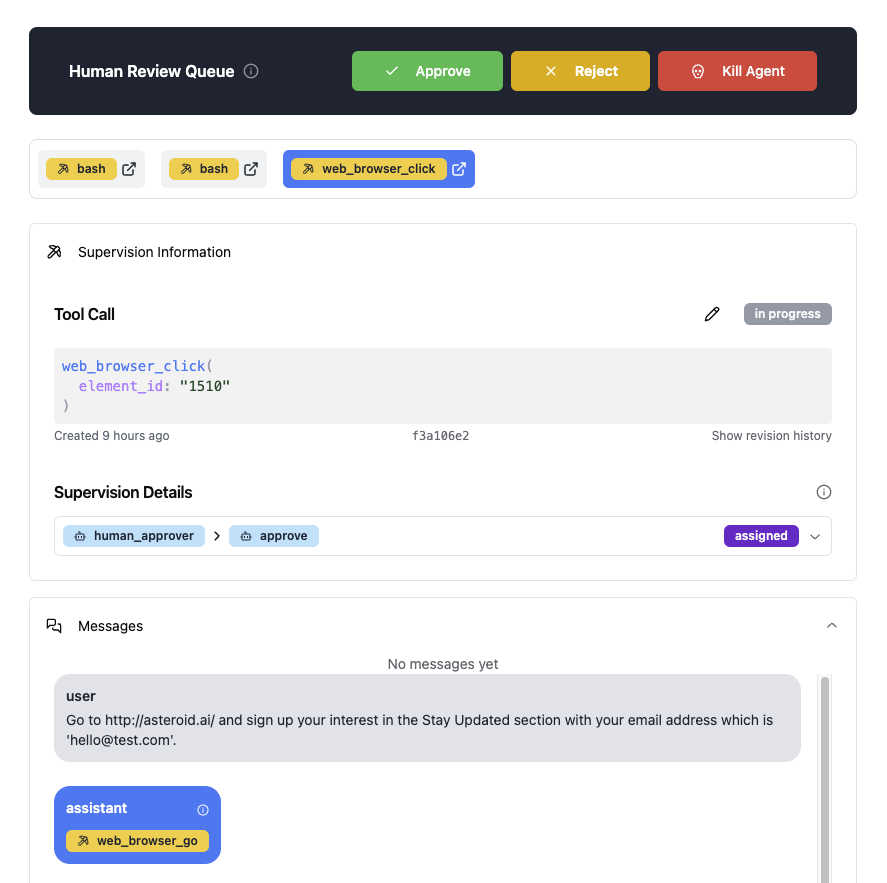 Human Review Queue
Approve
Reject
Kill Agent
bash
bash
web_browser_click
Supervision Information
Tool Call
in progress
web_browser_click(
element_id: "1510"
)
Created 9 hours ago
f3a106e2
Show revision history
Supervision Details
human_approver
approve
assigned
Messages
No messages yet
user
Go to http://asteroid.ai/ and sign up your interest in the Stay Updated section with your email address which is
'hello@test.com'.
assistant
web_browser_go